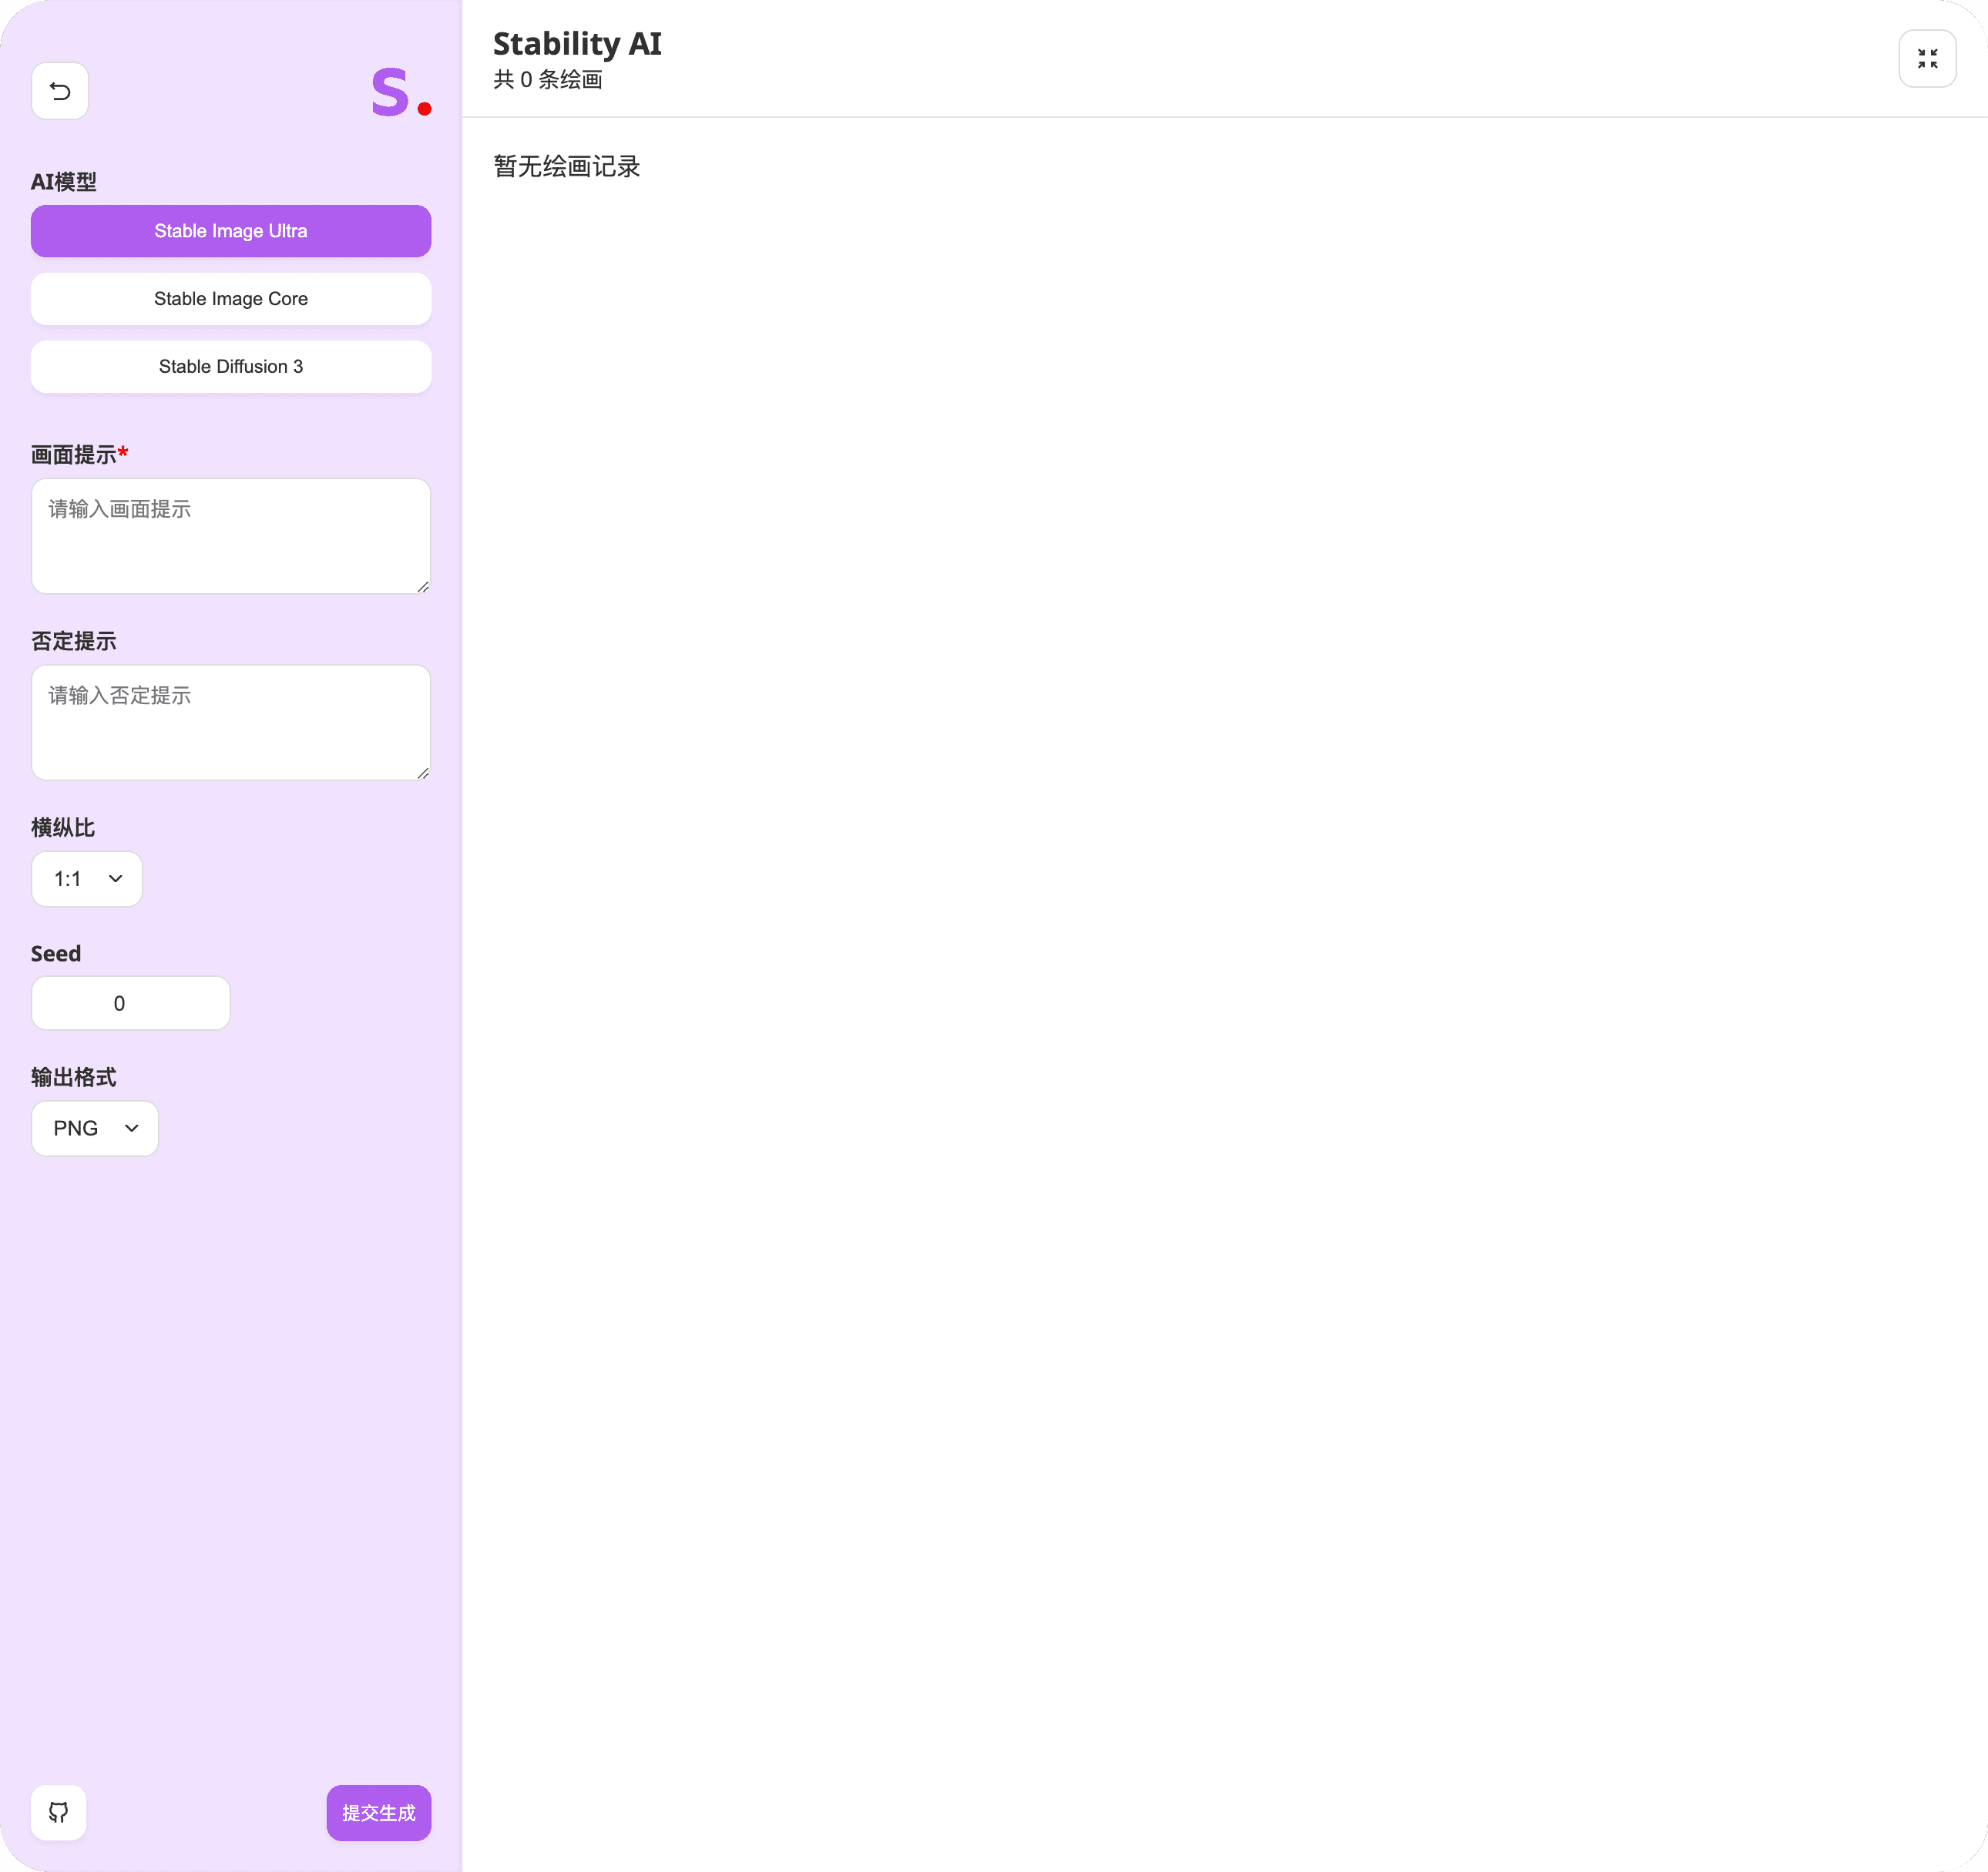 S.
AI模型
Stable Image Ultra
Stable Image Core
Stable Diffusion 3
画面提示*
请输入画面提示
否定提示
请输入否定提示
横纵比
1:1
Seed
0
输出格式
PNG
提交生成
Stability AI
共 0 条绘画
暂无绘画记录